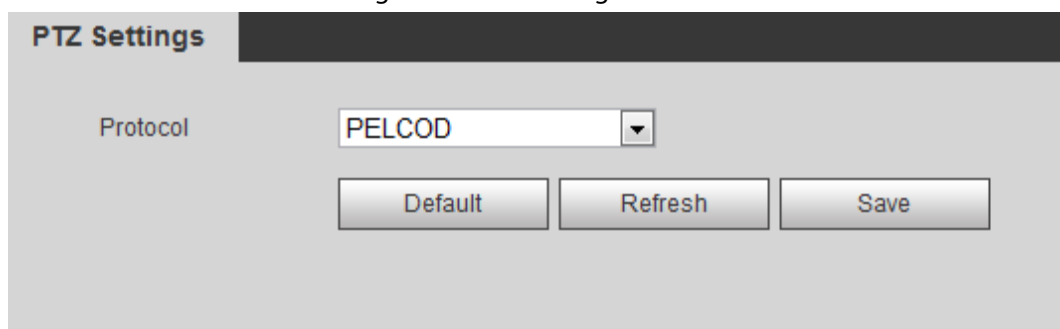 PTZ Settings
Protocol
PELCOD
Default
Refresh
Save